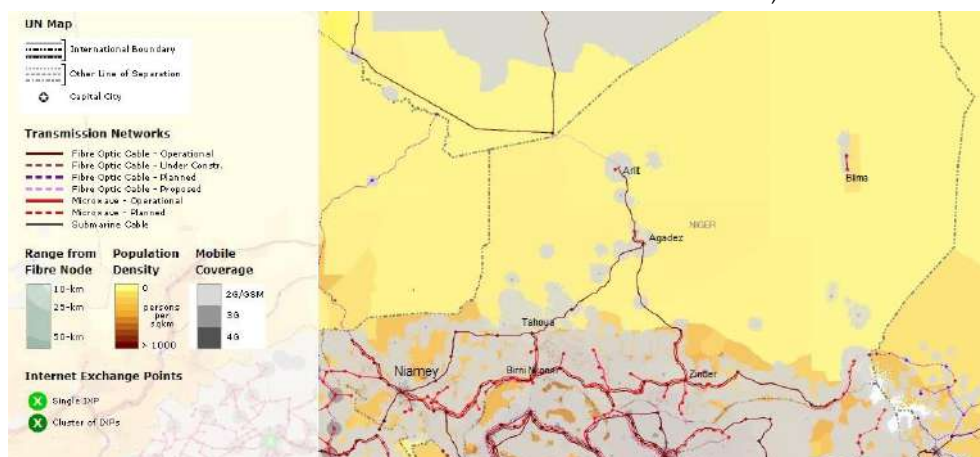 UN Map
International Boundary
Other Line of Separation
Capital City
Transmission Networks
Fibre Optic Cable - Operational
Fibre Optic Cable - Under Constr.
Fibre Optic Cable - Planned
Fibre Optic Cable - Proposed
Microwave - Operational
Microwave - Planned
Submarine Cable
Range from Fibre Node
10-km
25-km
50-km
Population Density
0
persons
per
sqkm
> 1000
Mobile Coverage
2G/GSM
3G
4G
Internet Exchange Points
X Single IXP
X Cluster of IXPs
Arlit
Bilma
NIGER
Agadez
Tahoua
Niamey
Birni
Zinder